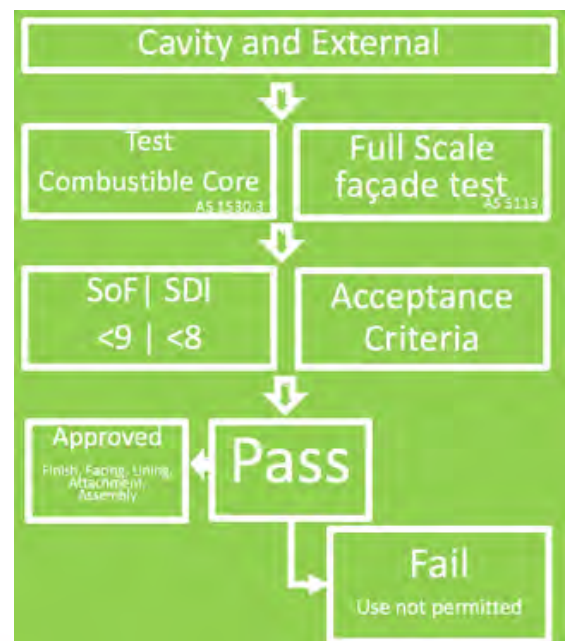 Cavity and External
Test
Combustible Core
AS 1530.3
Full Scale
façade test
AS 5113
SoF | SDI
<9 | <8
Acceptance
Criteria
Approved
Finish, Facing, Lining,
Attachment,
Assembly
Pass
Fail
Use not permitted